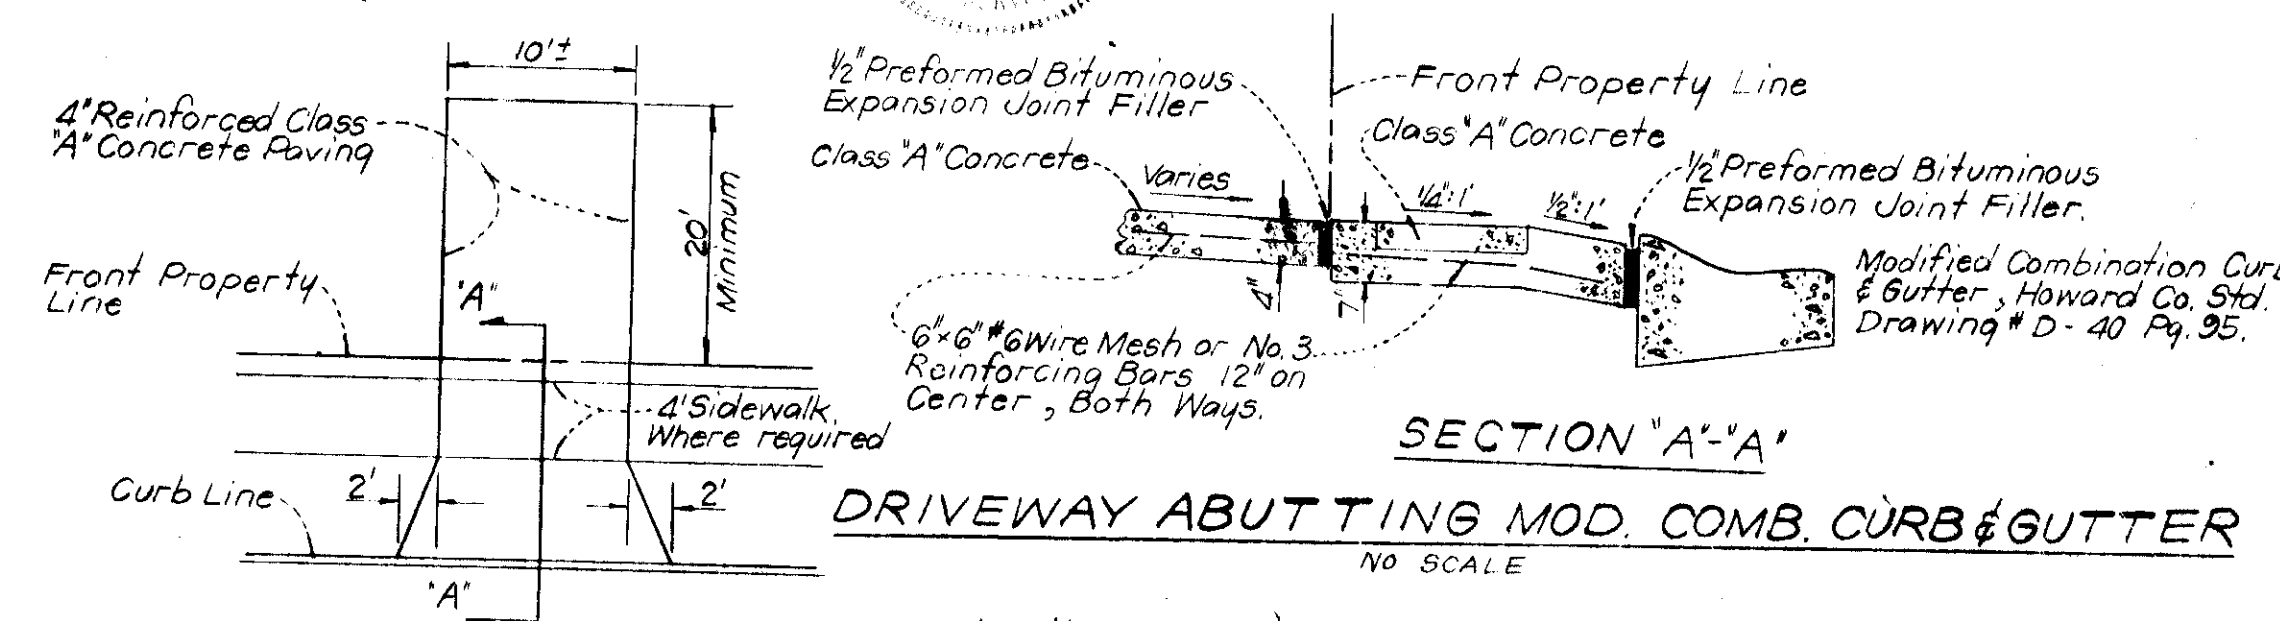 10'±
4" Reinforced Class
"A" Concrete Paving
20'
Minimum
Front Property
Line
"A"
4' Sidewalk,
Where required
Curb Line
2'
2'
"A"
1/2" Preformed Bituminous
Expansion Joint Filler
Front Property Line
Class "A" Concrete
Class "A" Concrete
1/2" Preformed Bituminous
Expansion Joint Filler.
Varies
1/4":1'
1/2":1'
4"
7"
Modified Combination Curb
& Gutter, Howard Co. Std.
Drawing # D-40 Pg. 95.
6"x6" #6 Wire Mesh or No. 3
Reinforcing Bars 12" on
Center, Both Ways.
SECTION "A"-"A"
DRIVEWAY ABUTTING MOD. COMB. CURB & GUTTER
NO SCALE